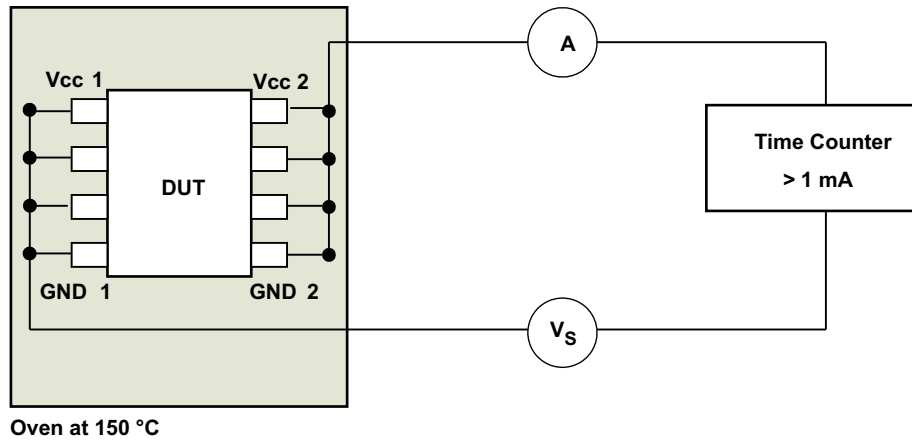 A
Vcc 1
Vcc 2
Time Counter
> 1 mA
DUT
GND 1
GND 2
VS
Oven at 150 °C